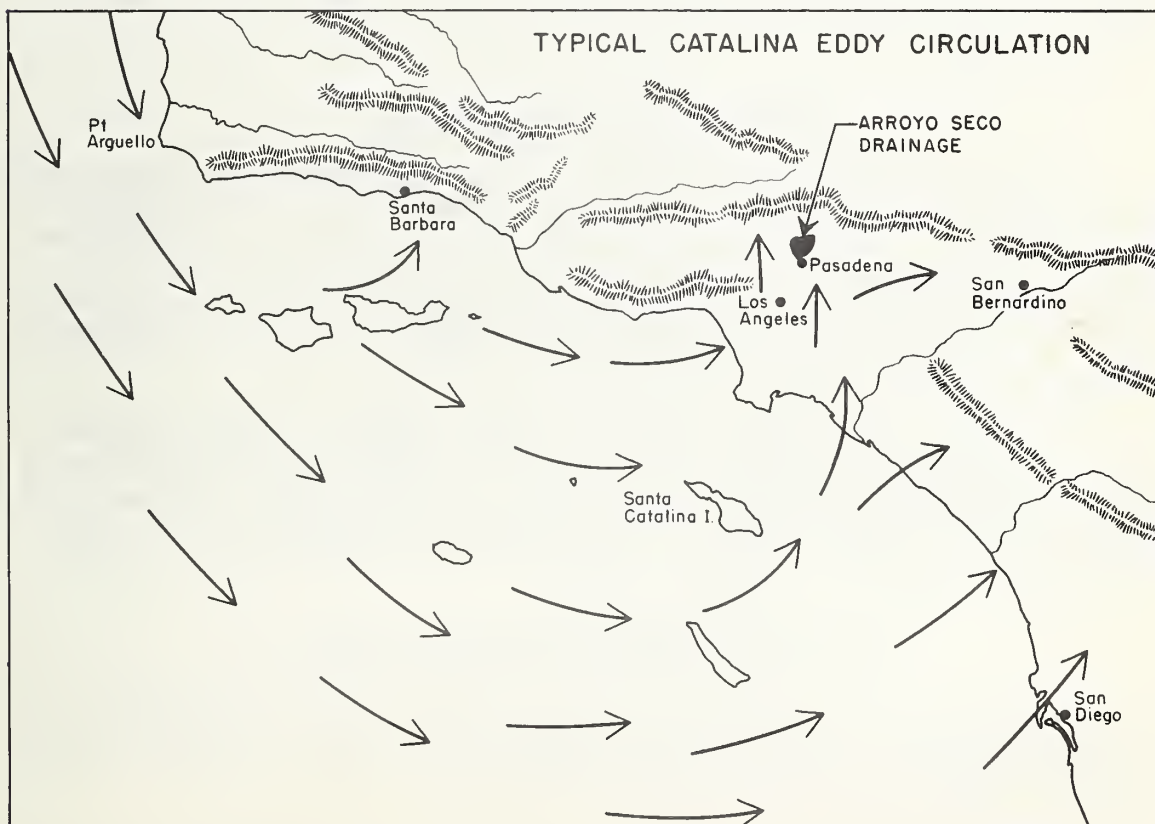 TYPICAL CATALINA EDDY CIRCULATION
Pt
Arguello
ARROYO SECO
DRAINAGE
Santa
Barbara
Pasadena
San
Bernardino
Los
Angeles
Santa
Catalina I.
San
Diego